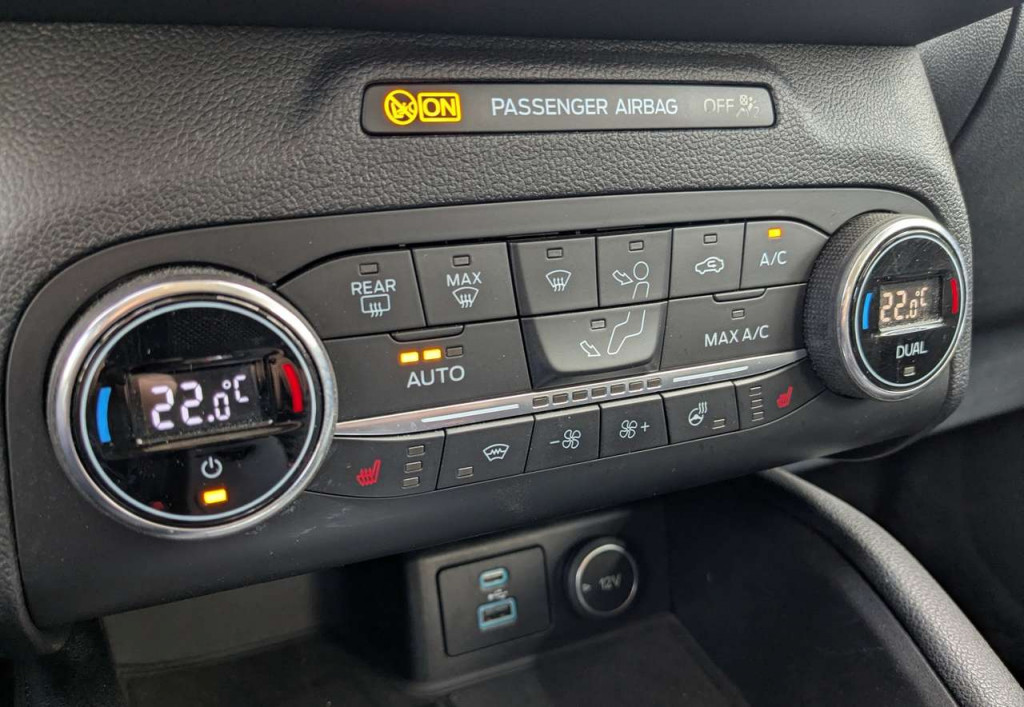 ON PASSENGER AIRBAG OFF
REAR
MAX
A/C
MAX A/C
AUTO
22.0°C
22.0°C
DUAL
- +
12V